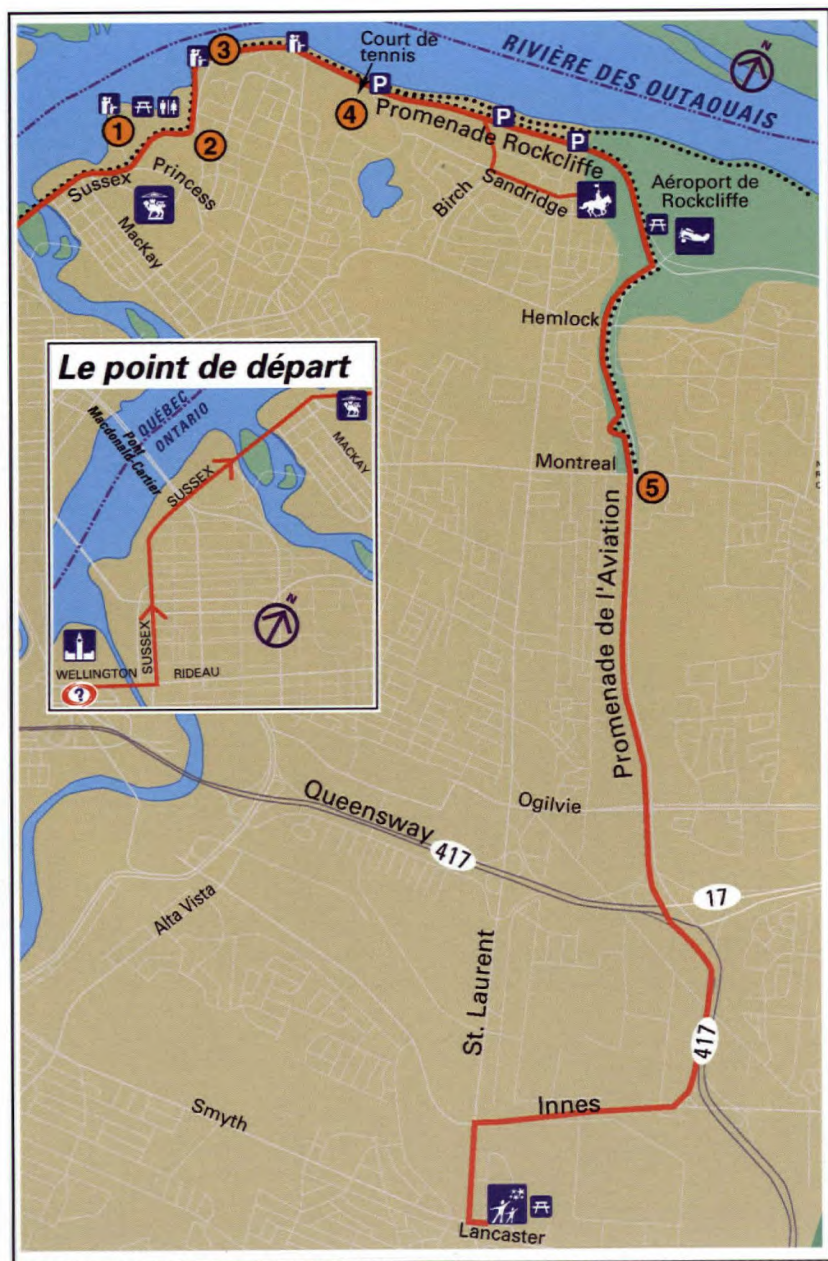 N
RIVIÈRE DES OUTAOUAIS
3
Court de
tennis
P
1
4
Promenade Rockcliffe
P
2
P
Sussex
Princess
MacKay
Birch
Sandridge
Aéroport de
Rockcliffe
Hemlock
Le point de départ
QUÉBEC
ONTARIO
Pont
Macdonald-Cartier
SUSSEX
MACKAY
N
SUSSEX
WELLINGTON
RIDEAU
?
Montreal
5
Promenade de l'Aviation
Queensway
417
Ogilvie
17
Alta Vista
St. Laurent
417
Innes
Smyth
Lancaster